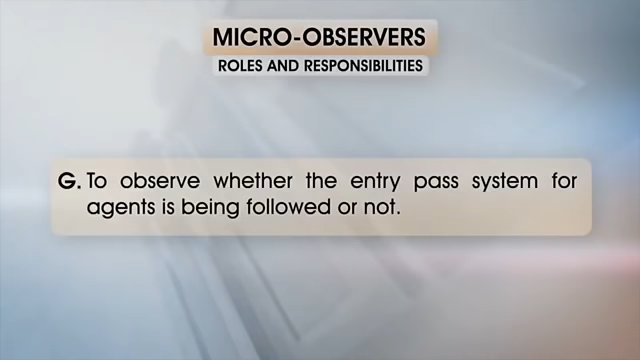 MICRO-OBSERVERS
ROLES AND RESPONSIBILITIES
G. To observe whether the entry pass system for
agents is being followed or not.